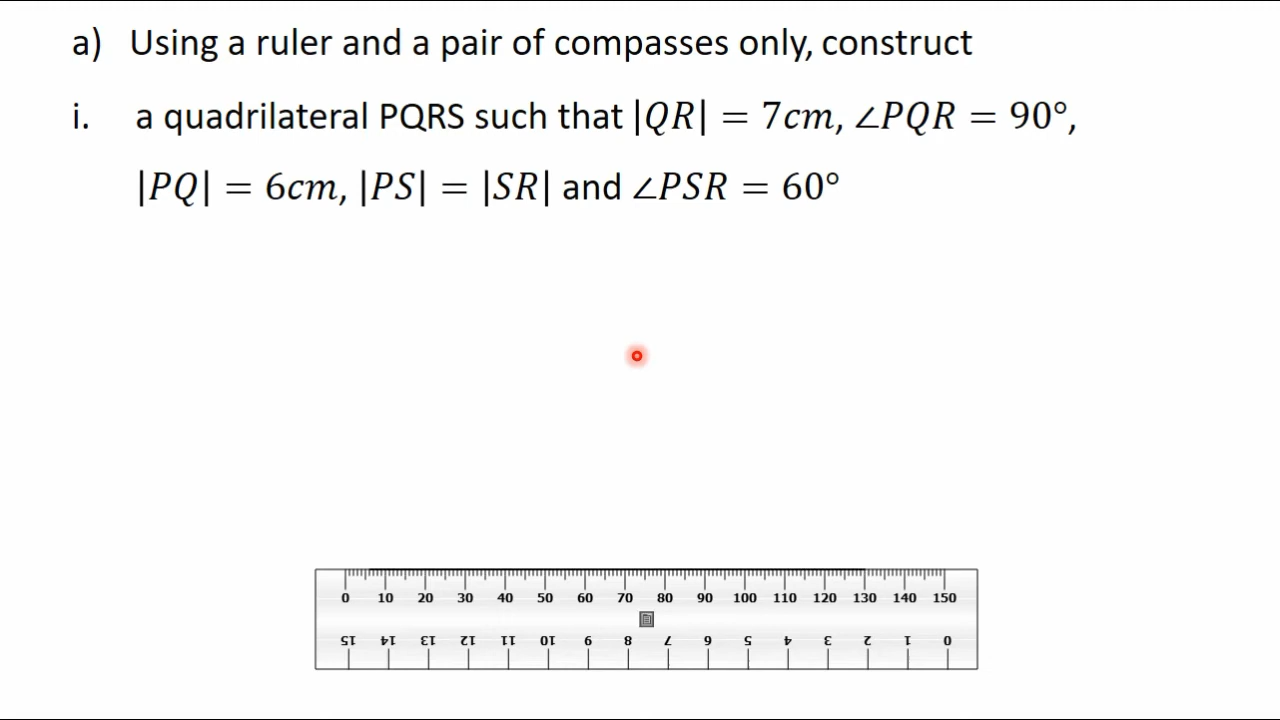 a) Using a ruler and a pair of compasses only, construct
i. a quadrilateral PQRS such that |QR| = 7cm, ∠PQR = 90°,
|PQ| = 6cm, |PS| = |SR| and ∠PSR = 60°
0 10 20 30 40 50 60 70 80 90 100 110 120 130 140 150
15 14 13 12 11 10 9 8 7 6 5 4 3 2 1 0